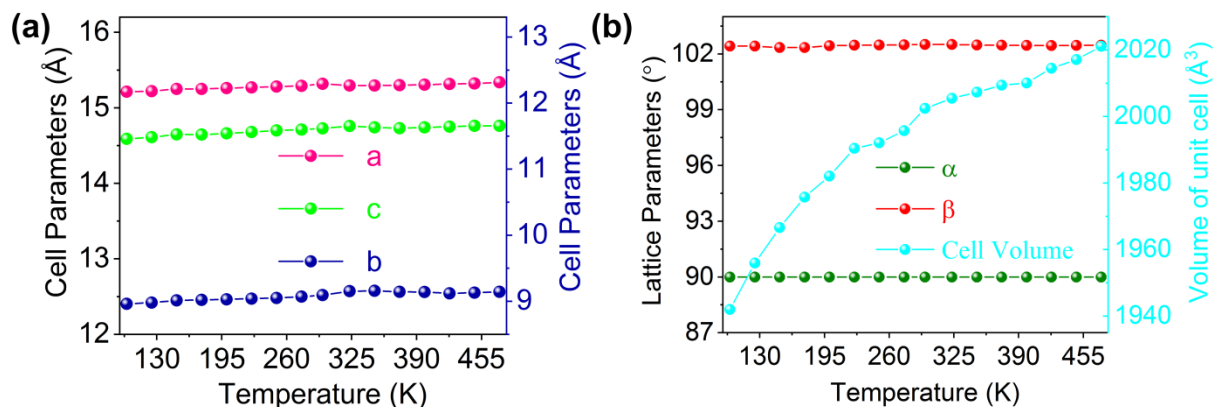 (a)
16
15
14
13
12
Cell Parameters (Å)
a
c
b
13
12
11
10
9
Cell Parameters (Å)
130 195 260 325 390 455
Temperature (K)
(b)
102
99
96
93
90
87
Lattice Parameters (°)
α
β
Cell Volume
2020
2000
1980
1960
1940
Volume of unit cell (Å³)
130 195 260 325 390 455
Temperature (K)